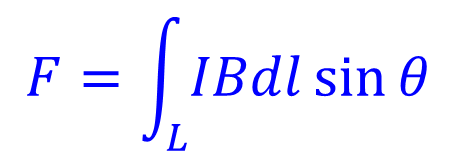 F = ∫_L IBdl sin θ